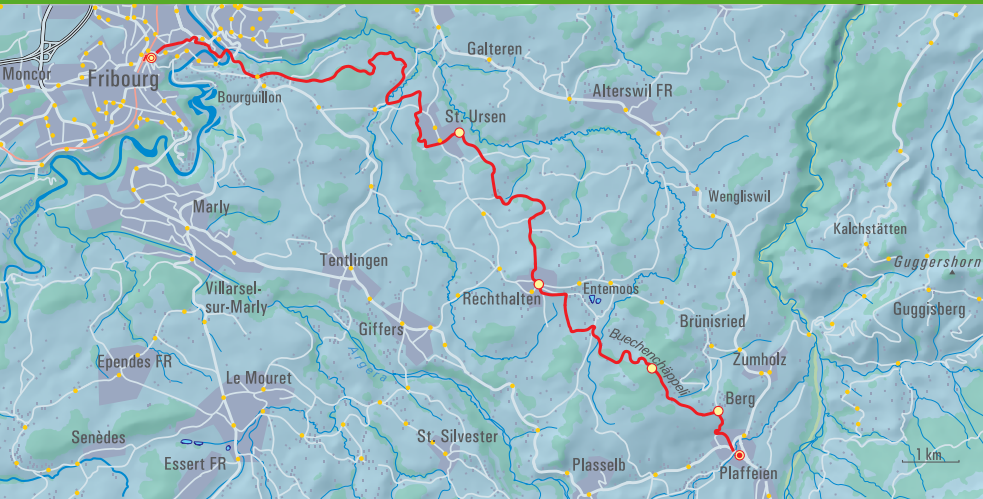 Galteren
Moncor
Fribourg
Bourguillon
Alterswil FR
St. Ursen
Marly
Wengliswil
La Sarine
Kalchstätten
Tentlingen
Guggershorn
Villarsel-
sur-Marly
Rechthalten
Entemoos
Guggisberg
Giffers
Brünisried
Buechenchäppeli
Ärgera
Ependes FR
Zumholz
Le Mouret
Berg
Senèdes
St. Silvester
Essert FR
Plasselb
Plaffeien
1 km